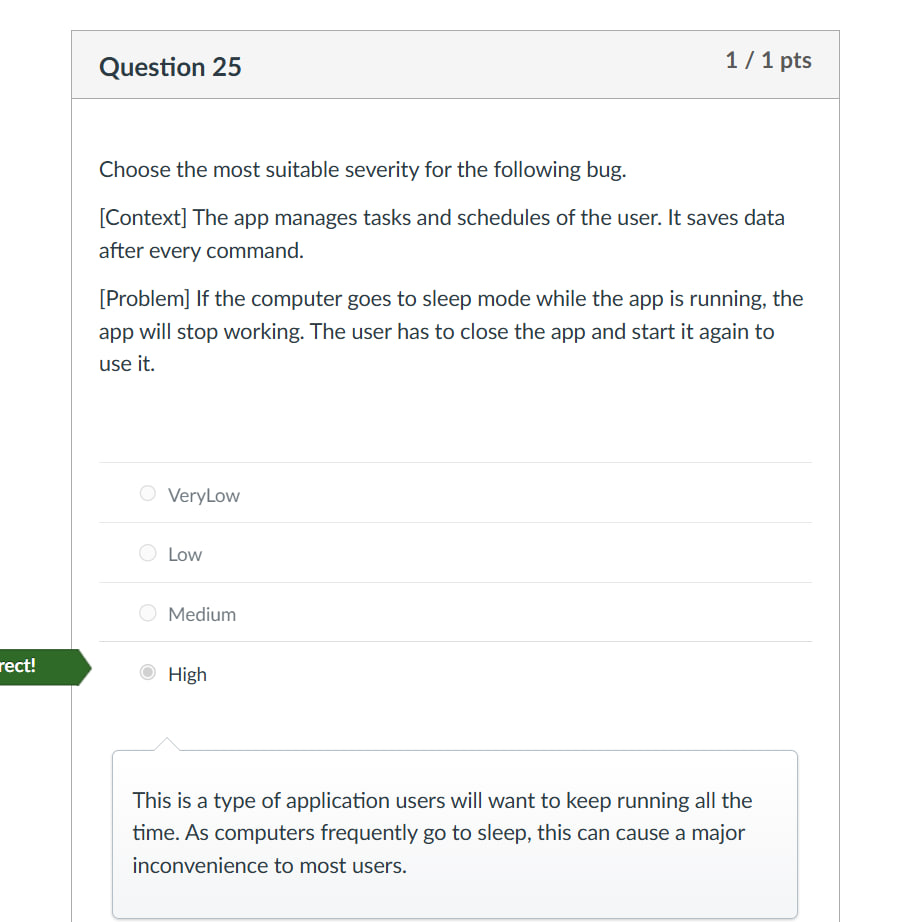 Question 25
1 / 1 pts
Choose the most suitable severity for the following bug.
[Context] The app manages tasks and schedules of the user. It saves data
after every command.
[Problem] If the computer goes to sleep mode while the app is running, the
app will stop working. The user has to close the app and start it again to
use it.
VeryLow
Low
Medium
rect!
High
This is a type of application users will want to keep running all the
time. As computers frequently go to sleep, this can cause a major
inconvenience to most users.